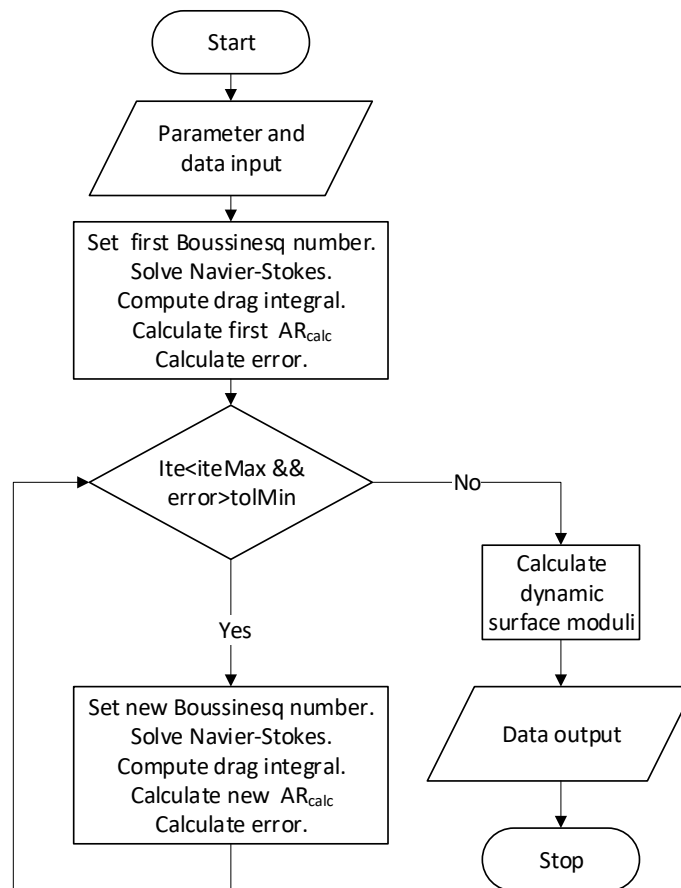 Start
Parameter and
data input
Set first Boussinesq number.
Solve Navier-Stokes.
Compute drag integral.
Calculate first ARcalc
Calculate error.
Ite<iteMax &&
error>tolMin
No
Yes
Calculate
dynamic
surface moduli
Set new Boussinesq number.
Solve Navier-Stokes.
Compute drag integral.
Calculate new ARcalc
Calculate error.
Data output
Stop